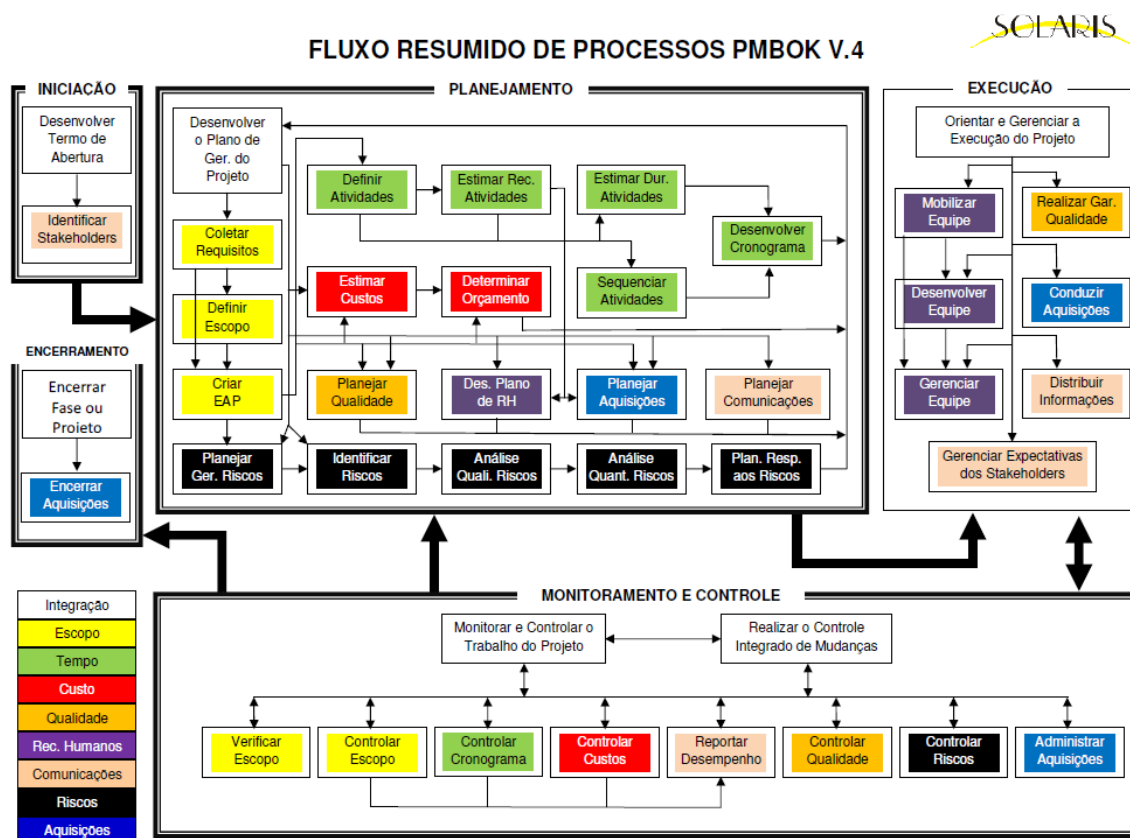 SOLARIS
FLUXO RESUMIDO DE PROCESSOS PMBOK V.4
INICIAÇÃO
Desenvolver
Termo de
Abertura
Identificar
Stakeholders
ENCERRAMENTO
Encerrar
Fase ou
Projeto
Encerrar
Aquisições
PLANEJAMENTO
Desenvolver
o Plano de
Ger. do
Projeto
Definir
Atividades
Estimar Rec.
Atividades
Estimar Dur.
Atividades
Desenvolver
Cronograma
Coletar
Requisitos
Estimar
Custos
Determinar
Orçamento
Sequenciar
Atividades
Definir
Escopo
Criar
EAP
Planejar
Qualidade
Des. Plano
de RH
Planejar
Aquisições
Planejar
Comunicações
Planejar
Ger. Riscos
Identificar
Riscos
Análise
Quali. Riscos
Análise
Quant. Riscos
Plan. Resp.
aos Riscos
EXECUÇÃO
Orientar e Gerenciar a
Execução do Projeto
Mobilizar
Equipe
Realizar Gar.
Qualidade
Desenvolver
Equipe
Conduzir
Aquisições
Gerenciar
Equipe
Distribuir
Informações
Gerenciar Expectativas
dos Stakeholders
Integração
Escopo
Tempo
Custo
Qualidade
Rec. Humanos
Comunicações
Riscos
Aquisições
MONITORAMENTO E CONTROLE
Monitorar e Controlar o
Trabalho do Projeto
Realizar o Controle
Integrado de Mudanças
Verificar
Escopo
Controlar
Escopo
Controlar
Cronograma
Controlar
Custos
Reportar
Desempenho
Controlar
Qualidade
Controlar
Riscos
Administrar
Aquisições